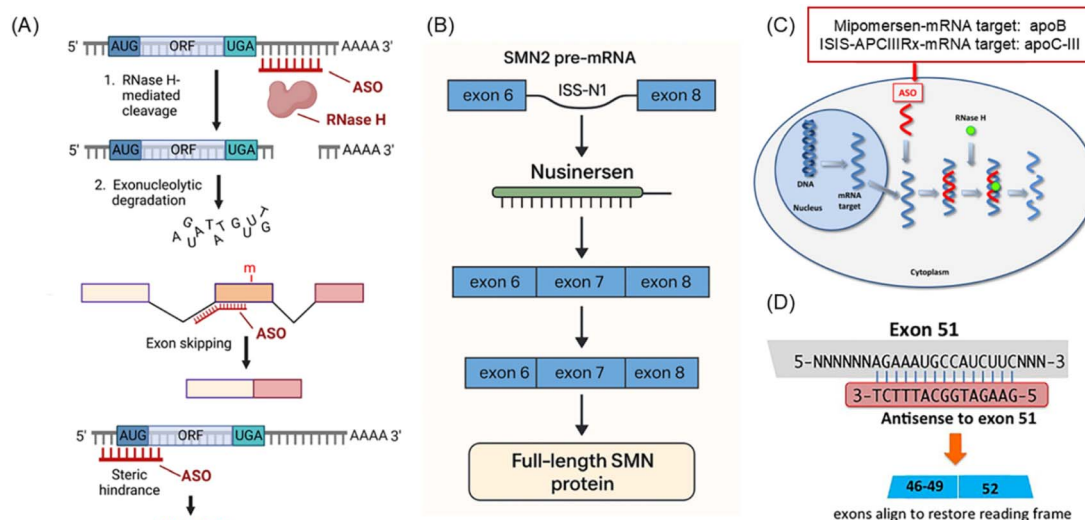 (A)
5'
AUG
ORF
UGA
AAAA 3'
1. RNase H-
mediated
cleavage
ASO
RNase H
5'
AUG
ORF
UGA
AAAA 3'
2. Exonucleolytic
degradation
A G U A T T A G U U T G
m
ASO
Exon skipping
5'
AUG
ORF
UGA
AAAA 3'
Steric
hindrance
ASO
(B)
SMN2 pre-mRNA
exon 6
ISS-N1
exon 8
Nusinersen
exon 6
exon 7
exon 8
exon 6
exon 7
exon 8
Full-length SMN
protein
(C)
Mipomersen-mRNA target: apoB
ISIS-APCIIIRx-mRNA target: apoC-III
ASO
RNase H
DNA
Nucleus
mRNA
target
Cytoplasm
(D)
Exon 51
5-NNNNNNAGAAAUGCCAUCUUCNNN-3
3-TCTTTACGGTAGAAG-5
Antisense to exon 51
46-49
52
exons align to restore reading frame